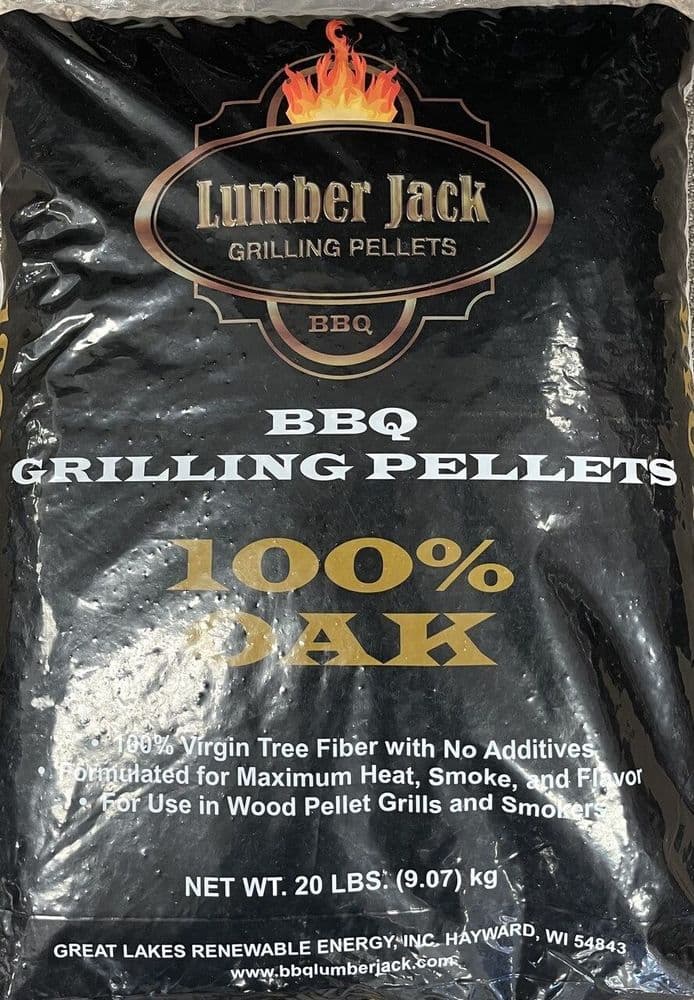 Lumber Jack
GRILLING PELLETS
BBQ
BBQ
GRILLING PELLETS
100%
OAK
• 100% Virgin Tree Fiber with No Additives
• Formulated for Maximum Heat, Smoke, and Flavor
• For Use in Wood Pellet Grills and Smokers
NET WT. 20 LBS. (9.07) kg
GREAT LAKES RENEWABLE ENERGY, INC. HAYWARD, WI 54843
www.bbqlumberjack.com